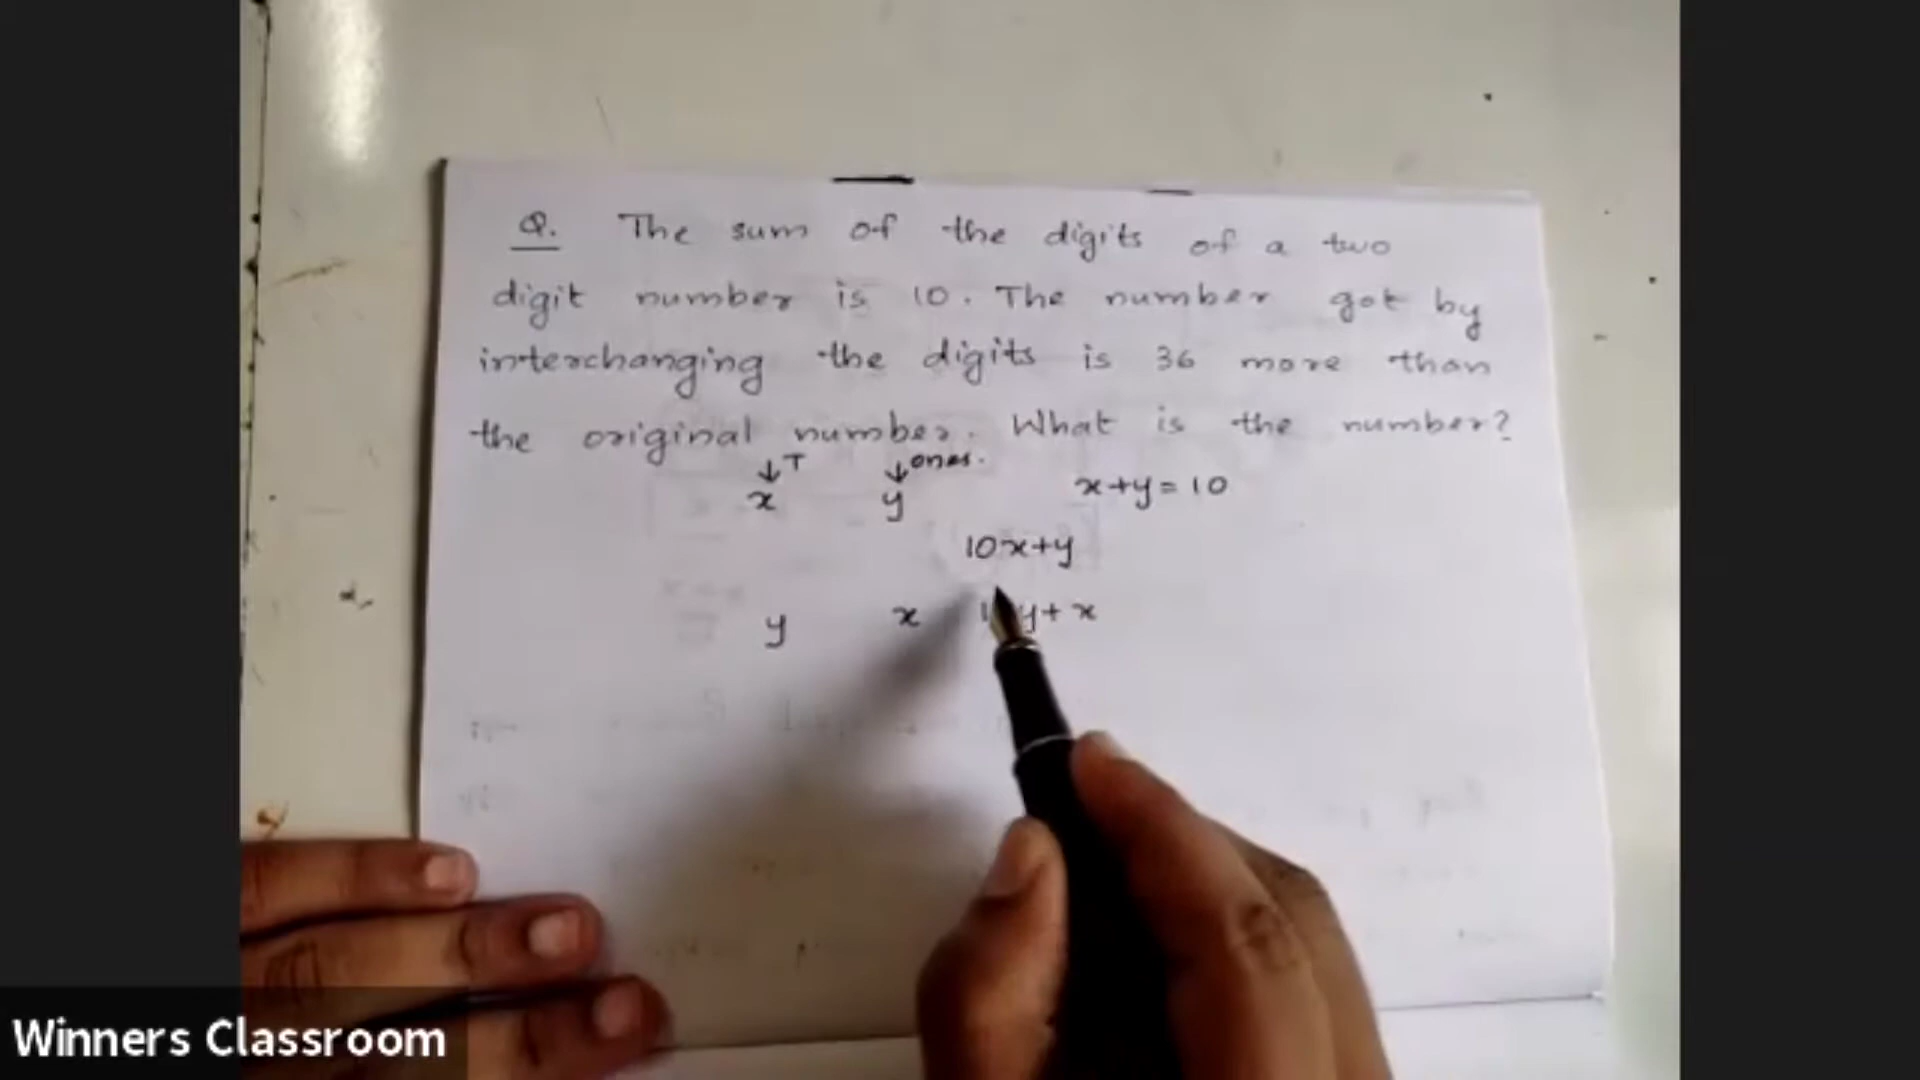 Q. The sum of the digits of a two
digit number is 10. The number got by
interchanging the digits is 36 more than
the original number. What is the number?
↓T ↓ones.
x y x+y=10
10x+y
y x y+x
Winners Classroom